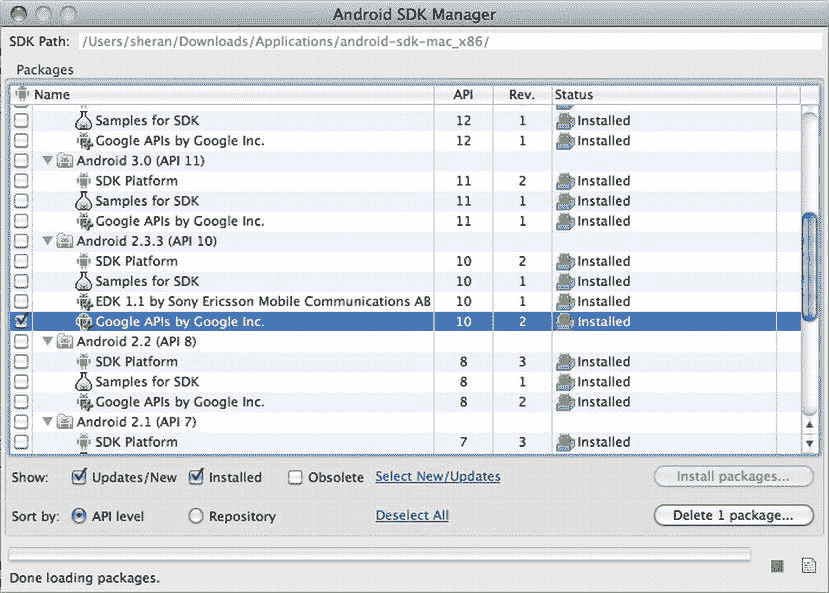 Android SDK Manager
SDK Path: /Users/sheran/Downloads/Applications/android-sdk-mac_x86/
Packages
Name API Rev. Status
Samples for SDK 12 1 Installed
Google APIs by Google Inc. 12 1 Installed
Android 3.0 (API 11)
SDK Platform 11 2 Installed
Samples for SDK 11 1 Installed
Google APIs by Google Inc. 11 1 Installed
Android 2.3.3 (API 10)
SDK Platform 10 2 Installed
Samples for SDK 10 1 Installed
EDK 1.1 by Sony Ericsson Mobile Communications AB 10 1 Installed
Google APIs by Google Inc. 10 2 Installed
Android 2.2 (API 8)
SDK Platform 8 3 Installed
Samples for SDK 8 1 Installed
Google APIs by Google Inc. 8 2 Installed
Android 2.1 (API 7)
SDK Platform 7 3 Installed
Show: Updates/New Installed Obsolete Select New/Updates Install packages...
Sort by: API level Repository Deselect All Delete 1 package...
Done loading packages.